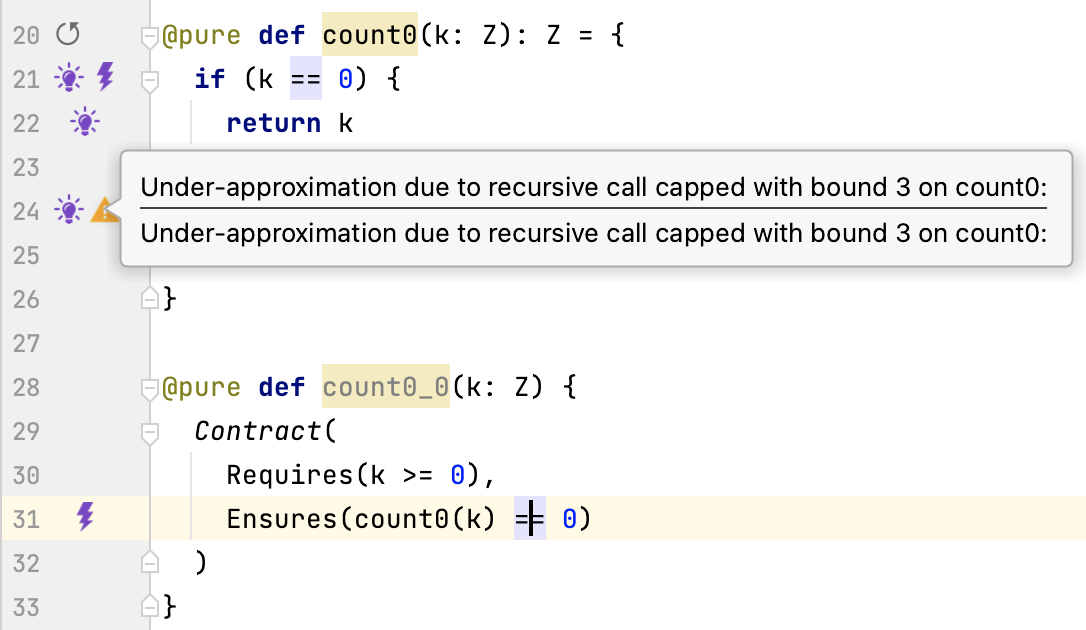 20 @pure def count0(k: Z): Z = {
21 if (k == 0) {
22 return k
23
Under-approximation due to recursive call capped with bound 3 on count0:
24
Under-approximation due to recursive call capped with bound 3 on count0:
25
26 }
27
28 @pure def count0_0(k: Z) {
29 Contract(
30 Requires(k >= 0),
31 Ensures(count0(k) == 0)
32 )
33 }